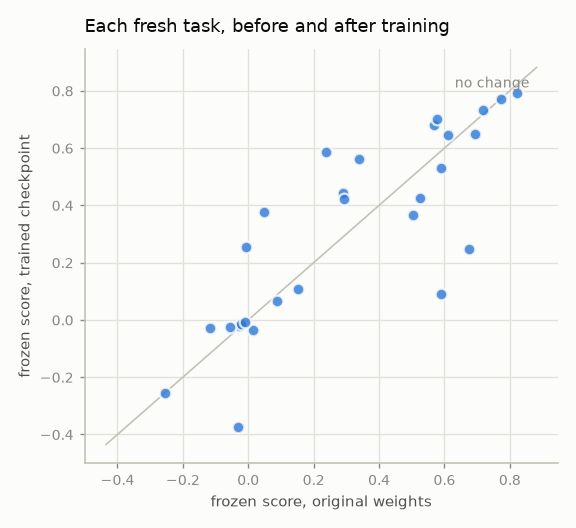 Each fresh task, before and after training
no change
frozen score, trained checkpoint
0.8
0.6
0.4
0.2
0.0
−0.2
−0.4
−0.4 −0.2 0.0 0.2 0.4 0.6 0.8
frozen score, original weights